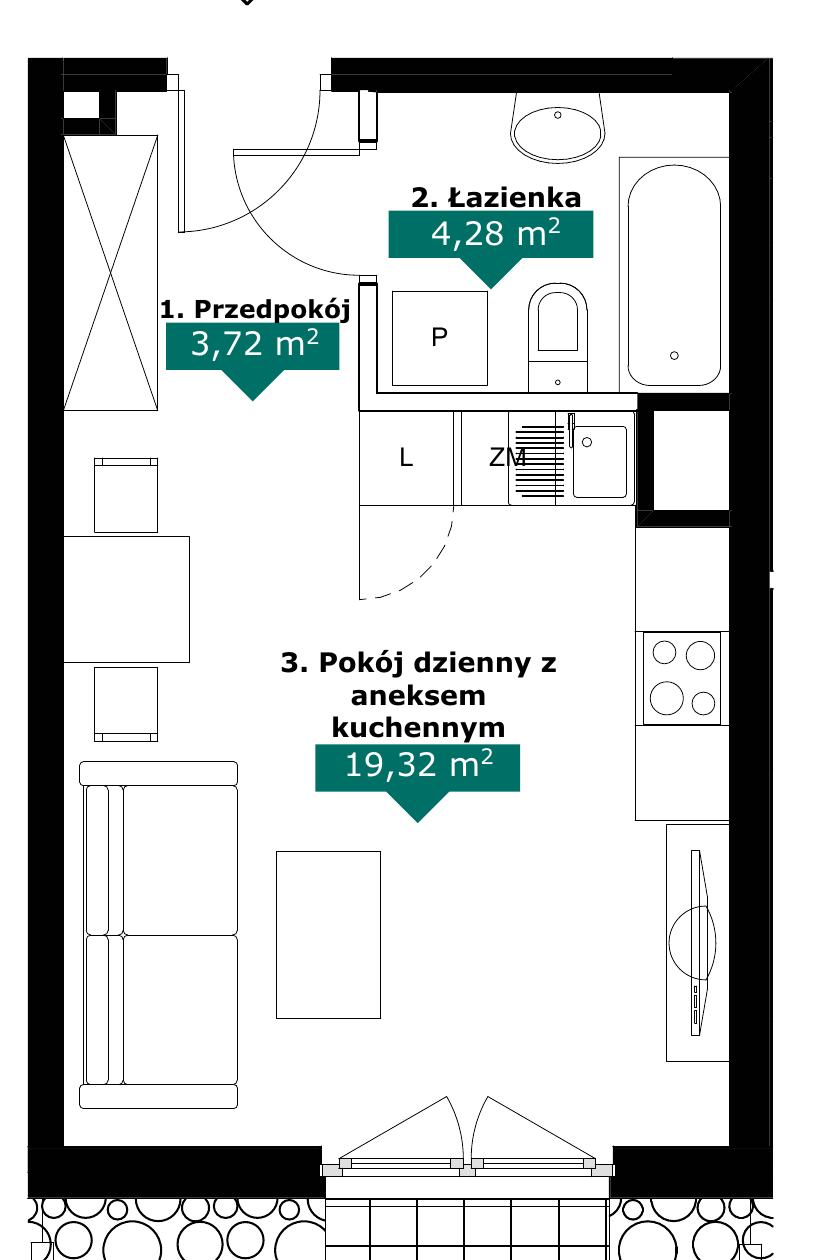 2. Łazienka
4,28 m²
1. Przedpokój
3,72 m²
P
L
ZM
3. Pokój dzienny z
aneksem
kuchennym
19,32 m²